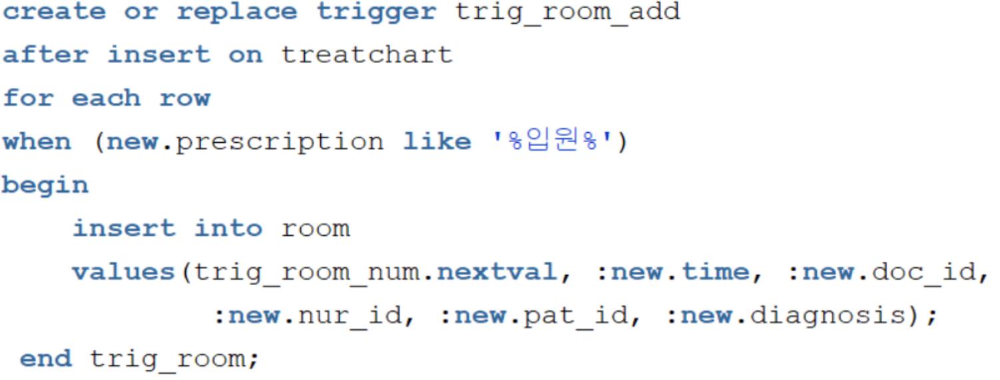 create or replace trigger trig_room_add
after insert on treatchart
for each row
when (new.prescription like '%입원%')
begin
insert into room
values(trig_room_num.nextval, :new.time, :new.doc_id,
:new.nur_id, :new.pat_id, :new.diagnosis);
end trig_room;